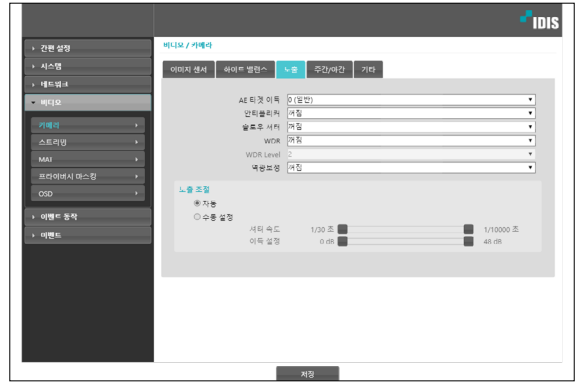 IDIS
간편 설정
시스템
네트워크
비디오
카메라
스트리밍
MAT
프라이버시 마스킹
OSD
이벤트 동작
이벤트
비디오 / 카메라
이미지 센서
화이트 밸런스
노출
주간/야간
기타
AE 타겟 이득 0 (일반)
안티플리커 꺼짐
슬로우 셔터 꺼짐
WDR 꺼짐
WDR Level 2
역광보정 꺼짐
노출 조절
자동
수동 설정
셔터 속도 1/30 초 1/10000 초
이득 설정 0 dB 48 dB
저장